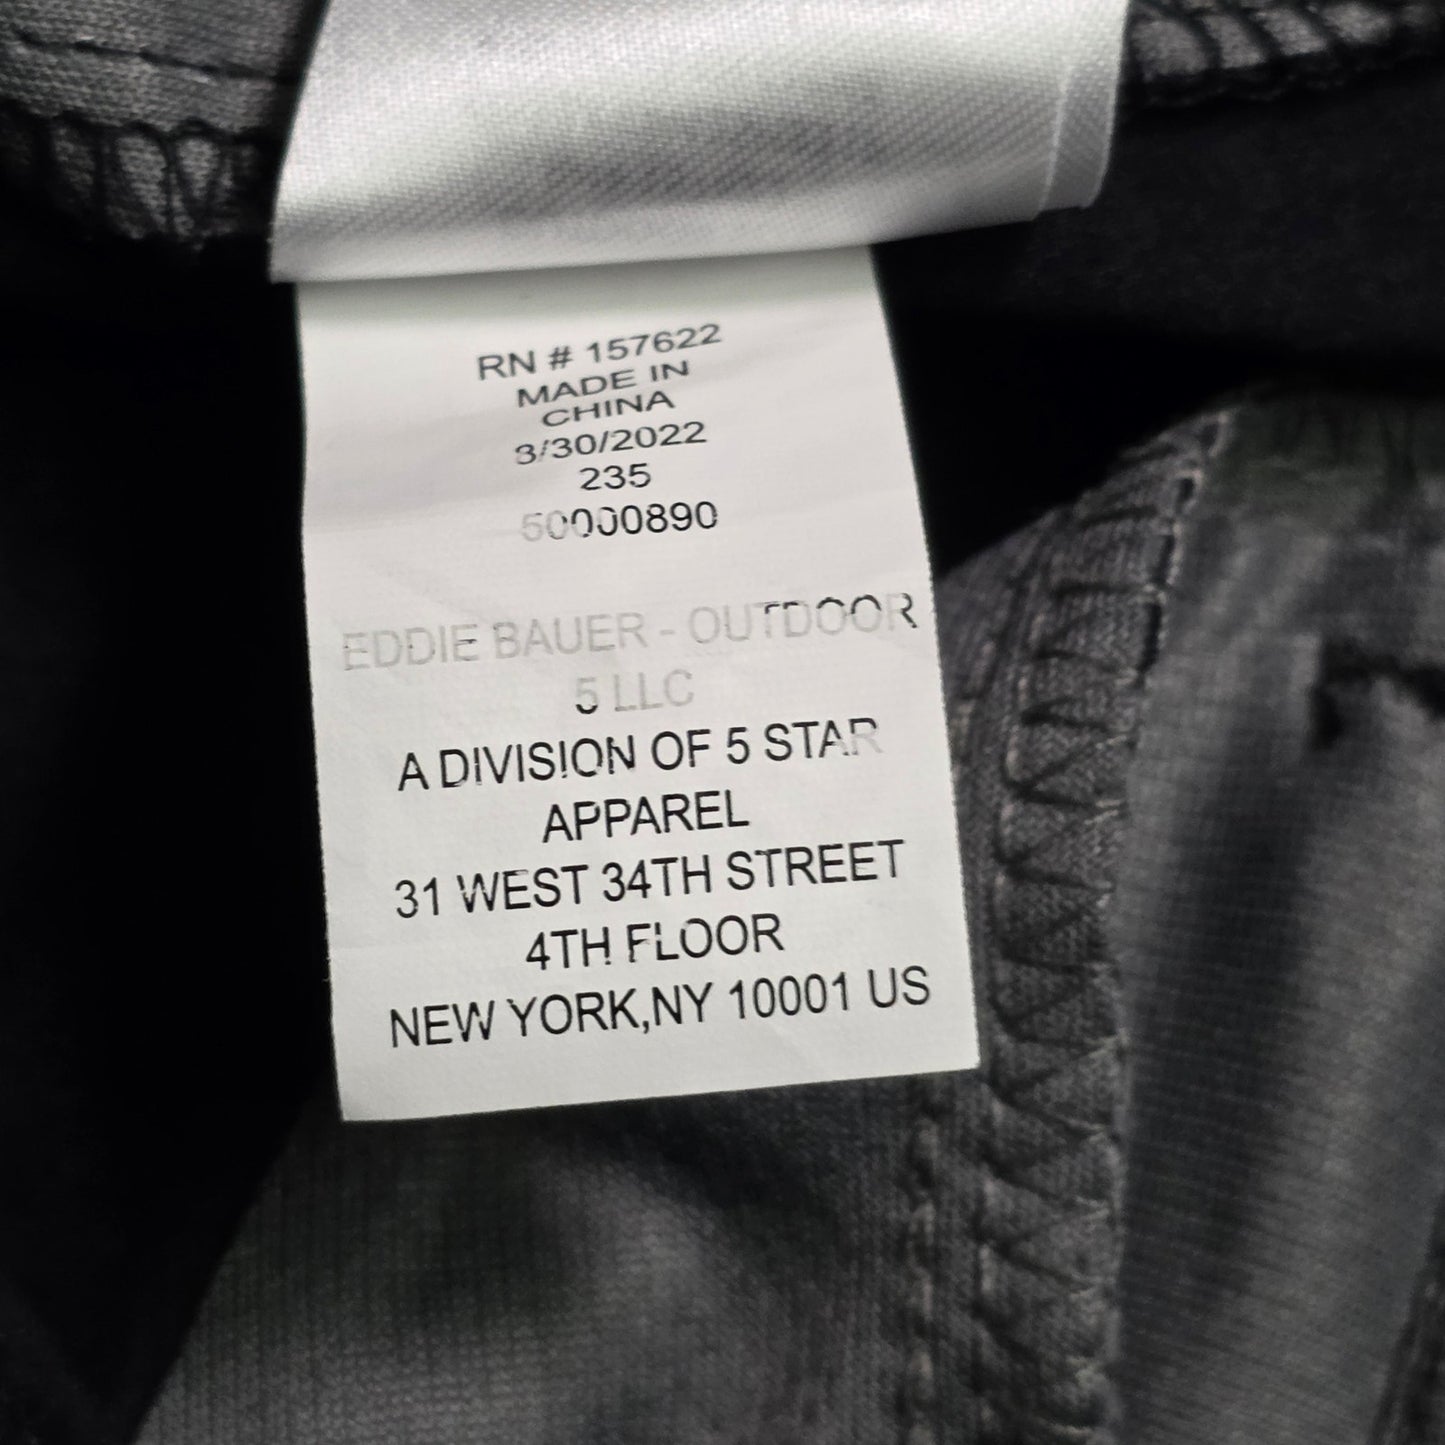 RN # 157622
MADE IN
CHINA
3/30/2022
235
50000890
EDDIE BAUER - OUTDOOR
5 LLC
A DIVISION OF 5 STAR
APPAREL
31 WEST 34TH STREET
4TH FLOOR
NEW YORK,NY 10001 US